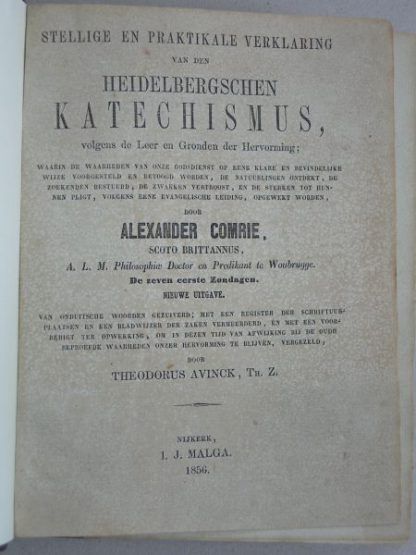 STELLIGE EN PRAKTIKALE VERKLARING
VAN DEN
HEIDELBERGSCHEN
KATECHISMUS,
volgens de Leer en Gronden der Hervorming;
WAARIN DE WAARHEDEN VAN ONZE GODSDIENST OP EENE KLARE EN BEVINDELIJKE
WIJZE VOORGESTELD EN BETOOGD WORDEN, DE NATUURLINGEN ONTDEKT, DE
ZOEKENDEN BESTUURD, DE ZWAKKEN VERTROOST, EN DE STERKEN TOT HUN-
NEN PLIGT, VOLGENS EENE EVANGELISCHE LEIDING, OPGEWEKT WORDEN,
DOOR
ALEXANDER COMRIE,
SCOTO BRITTANNUS,
A. L. M. Philosophiæ Doctor en Predikant te Woubrugge.
De zeven eerste Zondagen.
NIEUWE UITGAVE.
VAN ONDUITSCHE WOORDEN GEZUIVERD; MET EEN REGISTER DER SCHRIFTUUR-
PLAATSEN EN EEN BLADWIJZER DER ZAKEN VERMEERDERD, EN MET EEN VOOR-
BERIGT TER OPWEKKING, OM IN DEZEN TIJD VAN AFWIJKING BIJ DE OUDE
BEPROEFDE WAARHEDEN ONZER HERVORMING TE BLIJVEN, VERGEZELD,
DOOR
THEODORUS AVINCK, TH. Z.
NIJKERK,
I. J. MALGA.
1856.